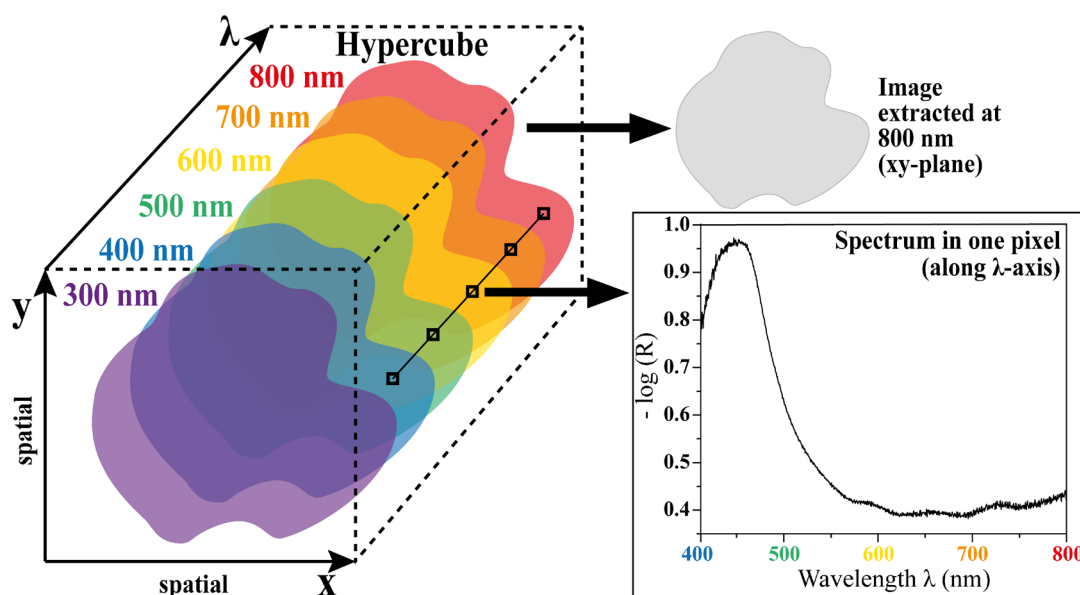 λ
Hypercube
800 nm
700 nm
600 nm
500 nm
400 nm
300 nm
y
spatial
spatial
x
Image
extracted at
800 nm
(xy-plane)
Spectrum in one pixel
(along λ-axis)
- log (R)
1.0
0.9
0.8
0.7
0.6
0.5
0.4
400
500
600
700
800
Wavelength λ (nm)